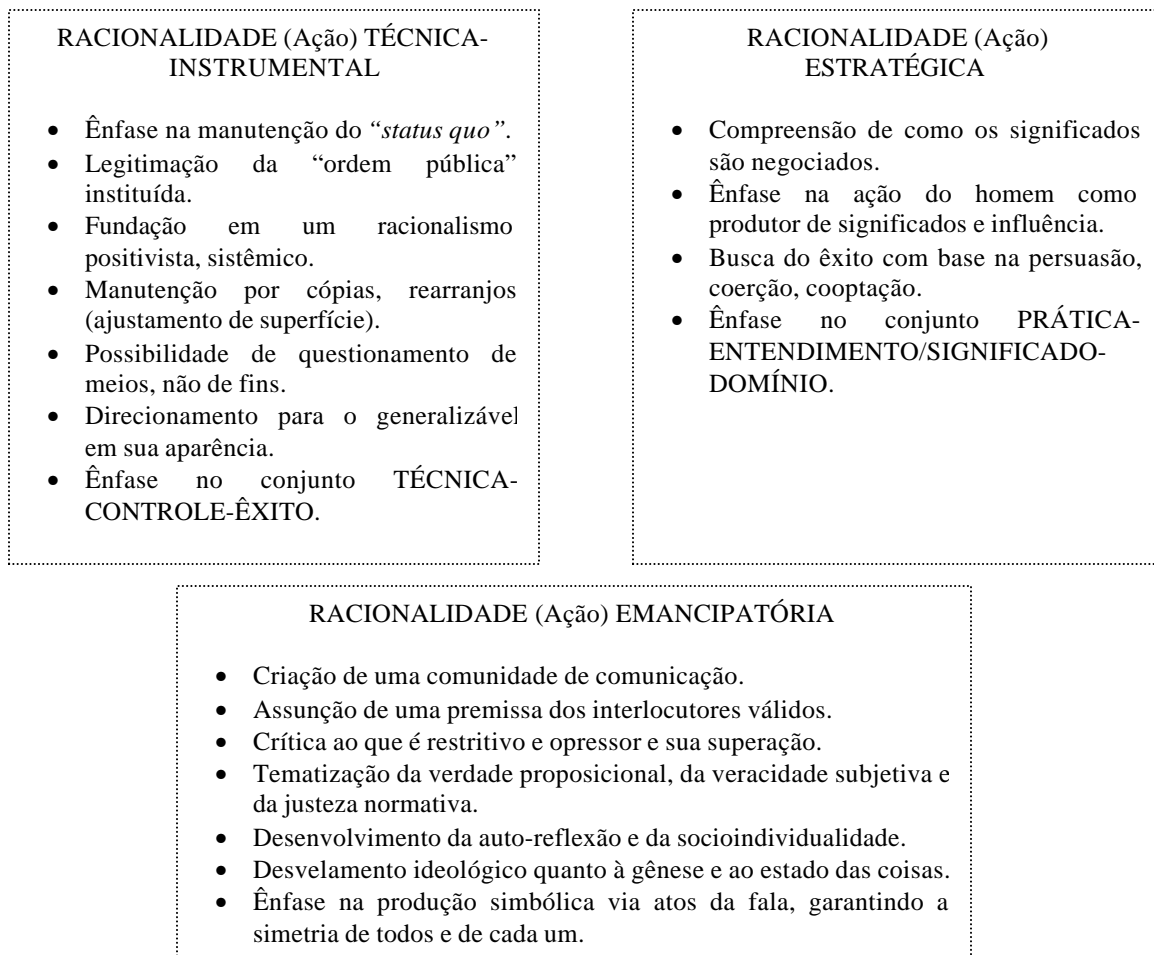 RACIONALIDADE (Ação) TÉCNICA-
INSTRUMENTAL
• Ênfase na manutenção do “status quo”.
• Legitimação da “ordem pública”
instituída.
• Fundação em um racionalismo
positivista, sistêmico.
• Manutenção por cópias, rearranjos
(ajustamento de superfície).
• Possibilidade de questionamento de
meios, não de fins.
• Direcionamento para o generalizável
em sua aparência.
• Ênfase no conjunto TÉCNICA-
CONTROLE-ÊXITO.
RACIONALIDADE (Ação)
ESTRATÉGICA
• Compreensão de como os significados
são negociados.
• Ênfase na ação do homem como
produtor de significados e influência.
• Busca do êxito com base na persuasão,
coerção, cooptação.
• Ênfase no conjunto PRÁTICA-
ENTENDIMENTO/SIGNIFICADO-
DOMÍNIO.
RACIONALIDADE (Ação) EMANCIPATÓRIA
• Criação de uma comunidade de comunicação.
• Assunção de uma premissa dos interlocutores válidos.
• Crítica ao que é restritivo e opressor e sua superação.
• Tematização da verdade proposicional, da veracidade subjetiva e
da justeza normativa.
• Desenvolvimento da auto-reflexão e da socioindividualidade.
• Desvelamento ideológico quanto à gênese e ao estado das coisas.
• Ênfase na produção simbólica via atos da fala, garantindo a
simetria de todos e de cada um.